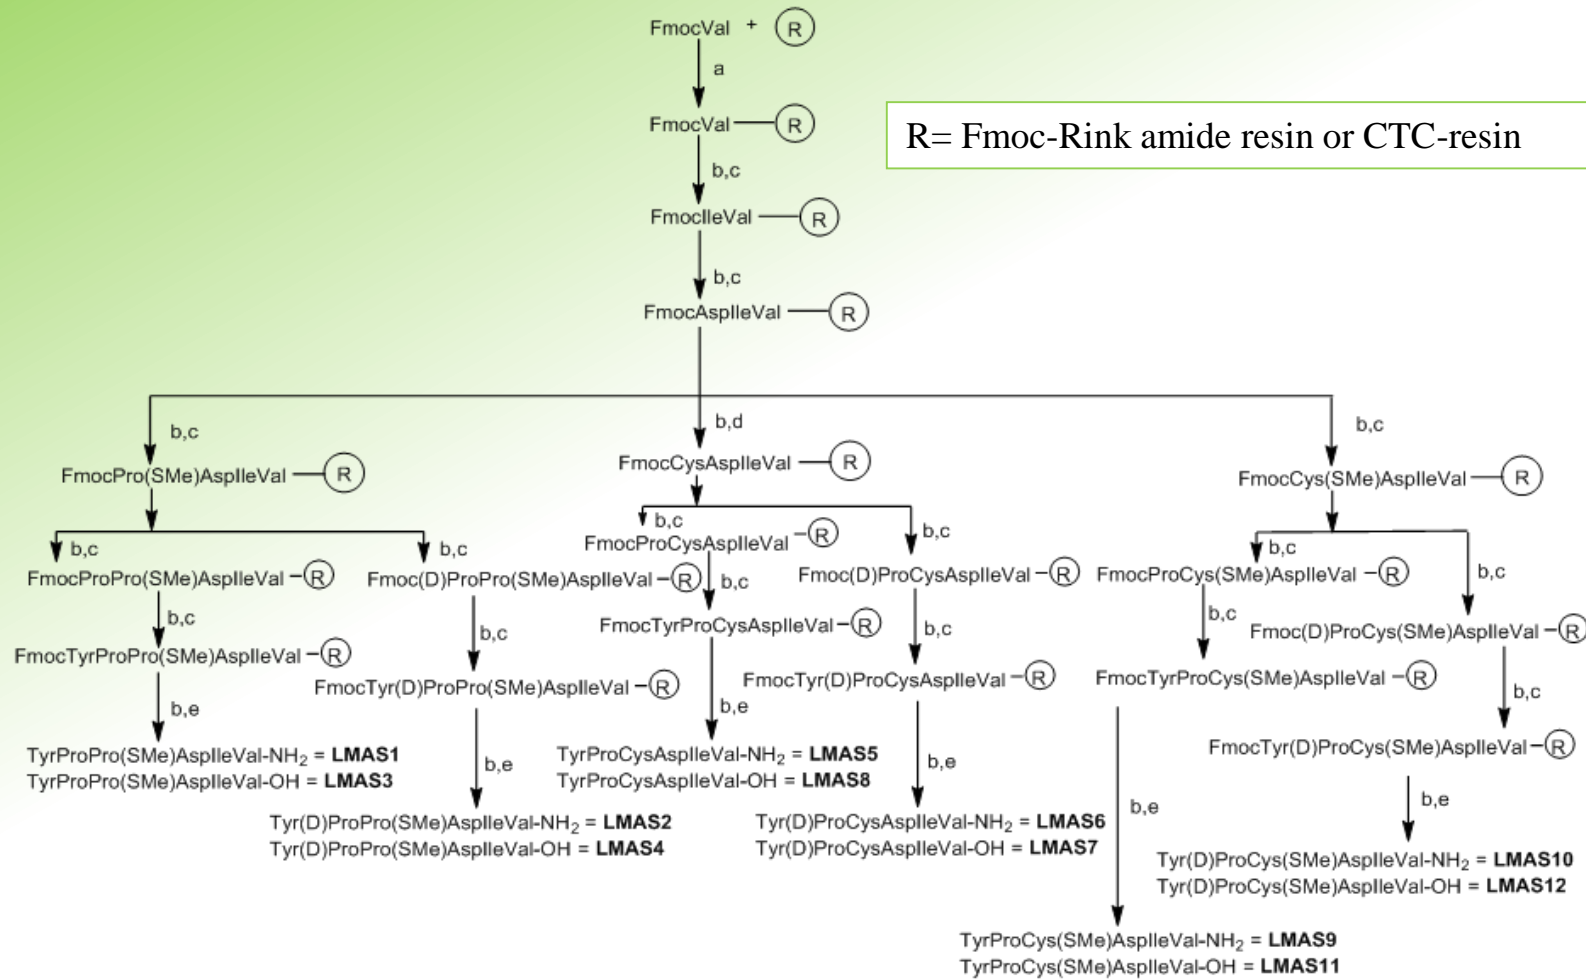 FmocVal + R
a
FmocVal R
R= Fmoc-Rink amide resin or CTC-resin
b,c
FmocIleVal R
b,c
FmocAspIleVal R
b,c
b,d
b,c
FmocPro(SMe)AspIleVal R
FmocCysAspIleVal R
FmocCys(SMe)AspIleVal R
b,c
b,c
FmocProPro(SMe)AspIleVal R
Fmoc(D)ProPro(SMe)AspIleVal R
b,c
b,c
FmocProCysAspIleVal R
Fmoc(D)ProCysAspIleVal R
b,c
b,c
FmocProCys(SMe)AspIleVal R
Fmoc(D)ProCys(SMe)AspIleVal R
b,c
FmocTyrProPro(SMe)AspIleVal R
b,c
FmocTyr(D)ProPro(SMe)AspIleVal R
b,c
FmocTyrProCysAspIleVal R
b,c
FmocTyr(D)ProCysAspIleVal R
b,c
FmocTyrProCys(SMe)AspIleVal R
b,c
FmocTyr(D)ProCys(SMe)AspIleVal R
b,e
TyrProPro(SMe)AspIleVal-NH2 = LMAS1
TyrProPro(SMe)AspIleVal-OH = LMAS3
b,e
Tyr(D)ProPro(SMe)AspIleVal-NH2 = LMAS2
Tyr(D)ProPro(SMe)AspIleVal-OH = LMAS4
b,e
TyrProCysAspIleVal-NH2 = LMAS5
TyrProCysAspIleVal-OH = LMAS8
b,e
Tyr(D)ProCysAspIleVal-NH2 = LMAS6
Tyr(D)ProCysAspIleVal-OH = LMAS7
b,e
TyrProCys(SMe)AspIleVal-NH2 = LMAS9
TyrProCys(SMe)AspIleVal-OH = LMAS11
b,e
Tyr(D)ProCys(SMe)AspIleVal-NH2 = LMAS10
Tyr(D)ProCys(SMe)AspIleVal-OH = LMAS12